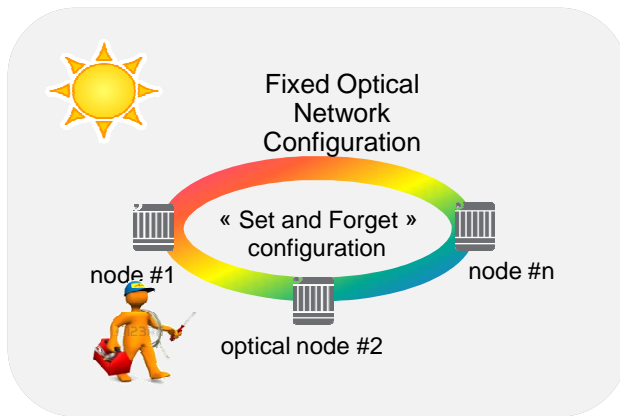 Fixed Optical
Network
Configuration
« Set and Forget »
configuration
node #1
node #n
optical node #2